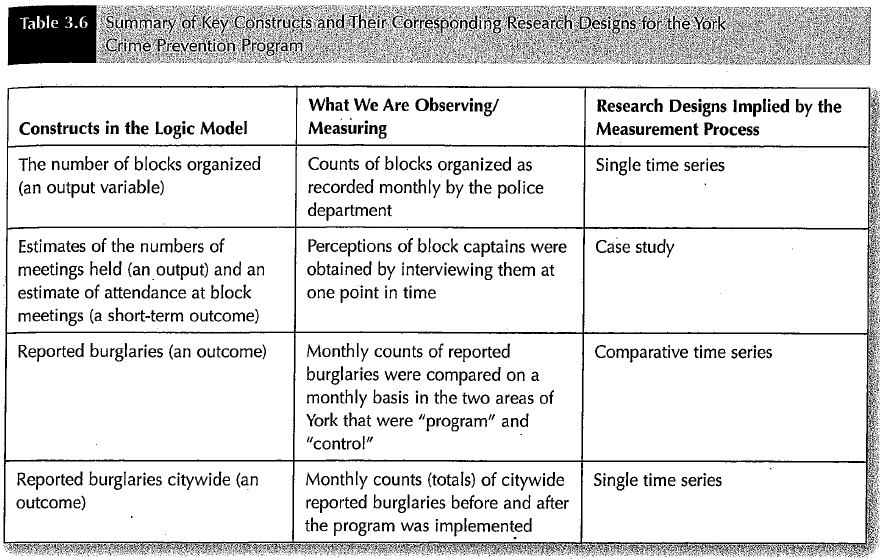 Table 3.6
Summary of Key Constructs and Their Corresponding Research Designs for the York
Crime Prevention Program
Constructs in the Logic Model
What We Are Observing/
Measuring
Research Designs Implied by the
Measurement Process
The number of blocks organized
(an output variable)
Counts of blocks organized as
recorded monthly by the police
department
Single time series
Estimates of the numbers of
meetings held (an output) and an
estimate of attendance at block
meetings (a short-term outcome)
Perceptions of block captains were
obtained by interviewing them at
one point in time
Case study
Reported burglaries (an outcome)
Monthly counts of reported
burglaries were compared on a
monthly basis in the two areas of
York that were "program" and
"control"
Comparative time series
Reported burglaries citywide (an
outcome)
Monthly counts (totals) of citywide
reported burglaries before and after
the program was implemented
Single time series